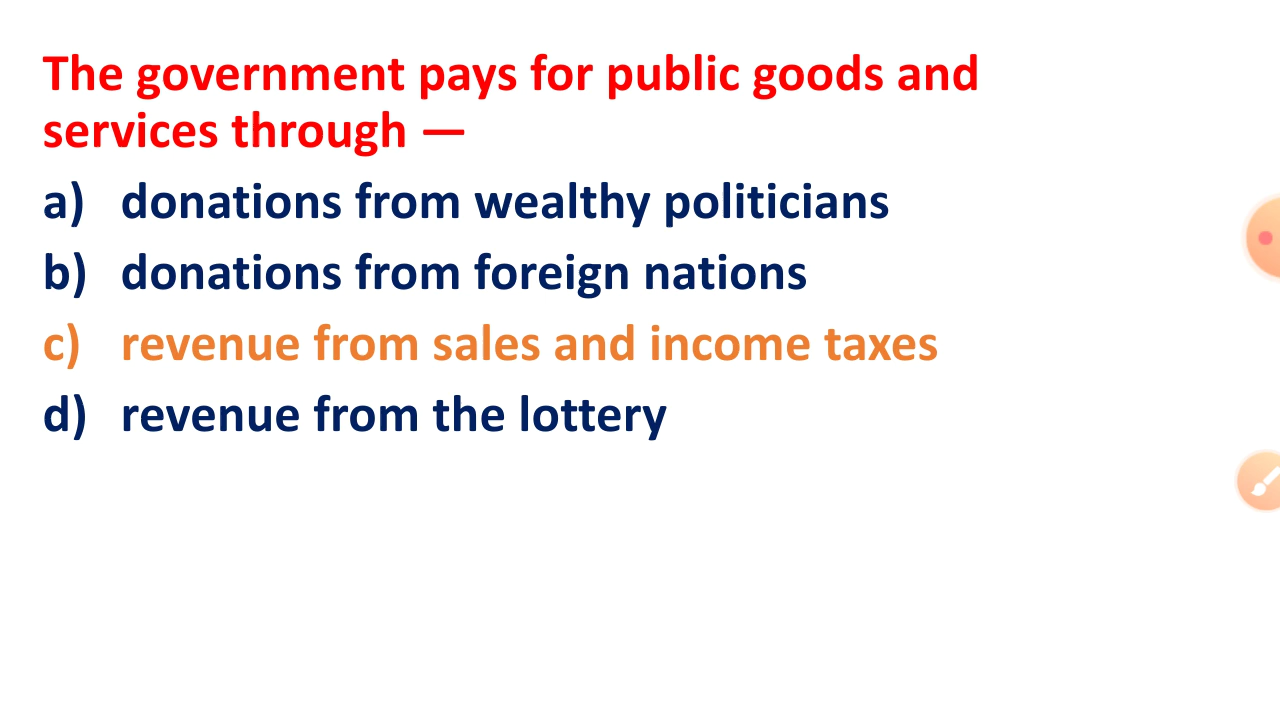 The government pays for public goods and
services through —
a) donations from wealthy politicians
b) donations from foreign nations
c) revenue from sales and income taxes
d) revenue from the lottery